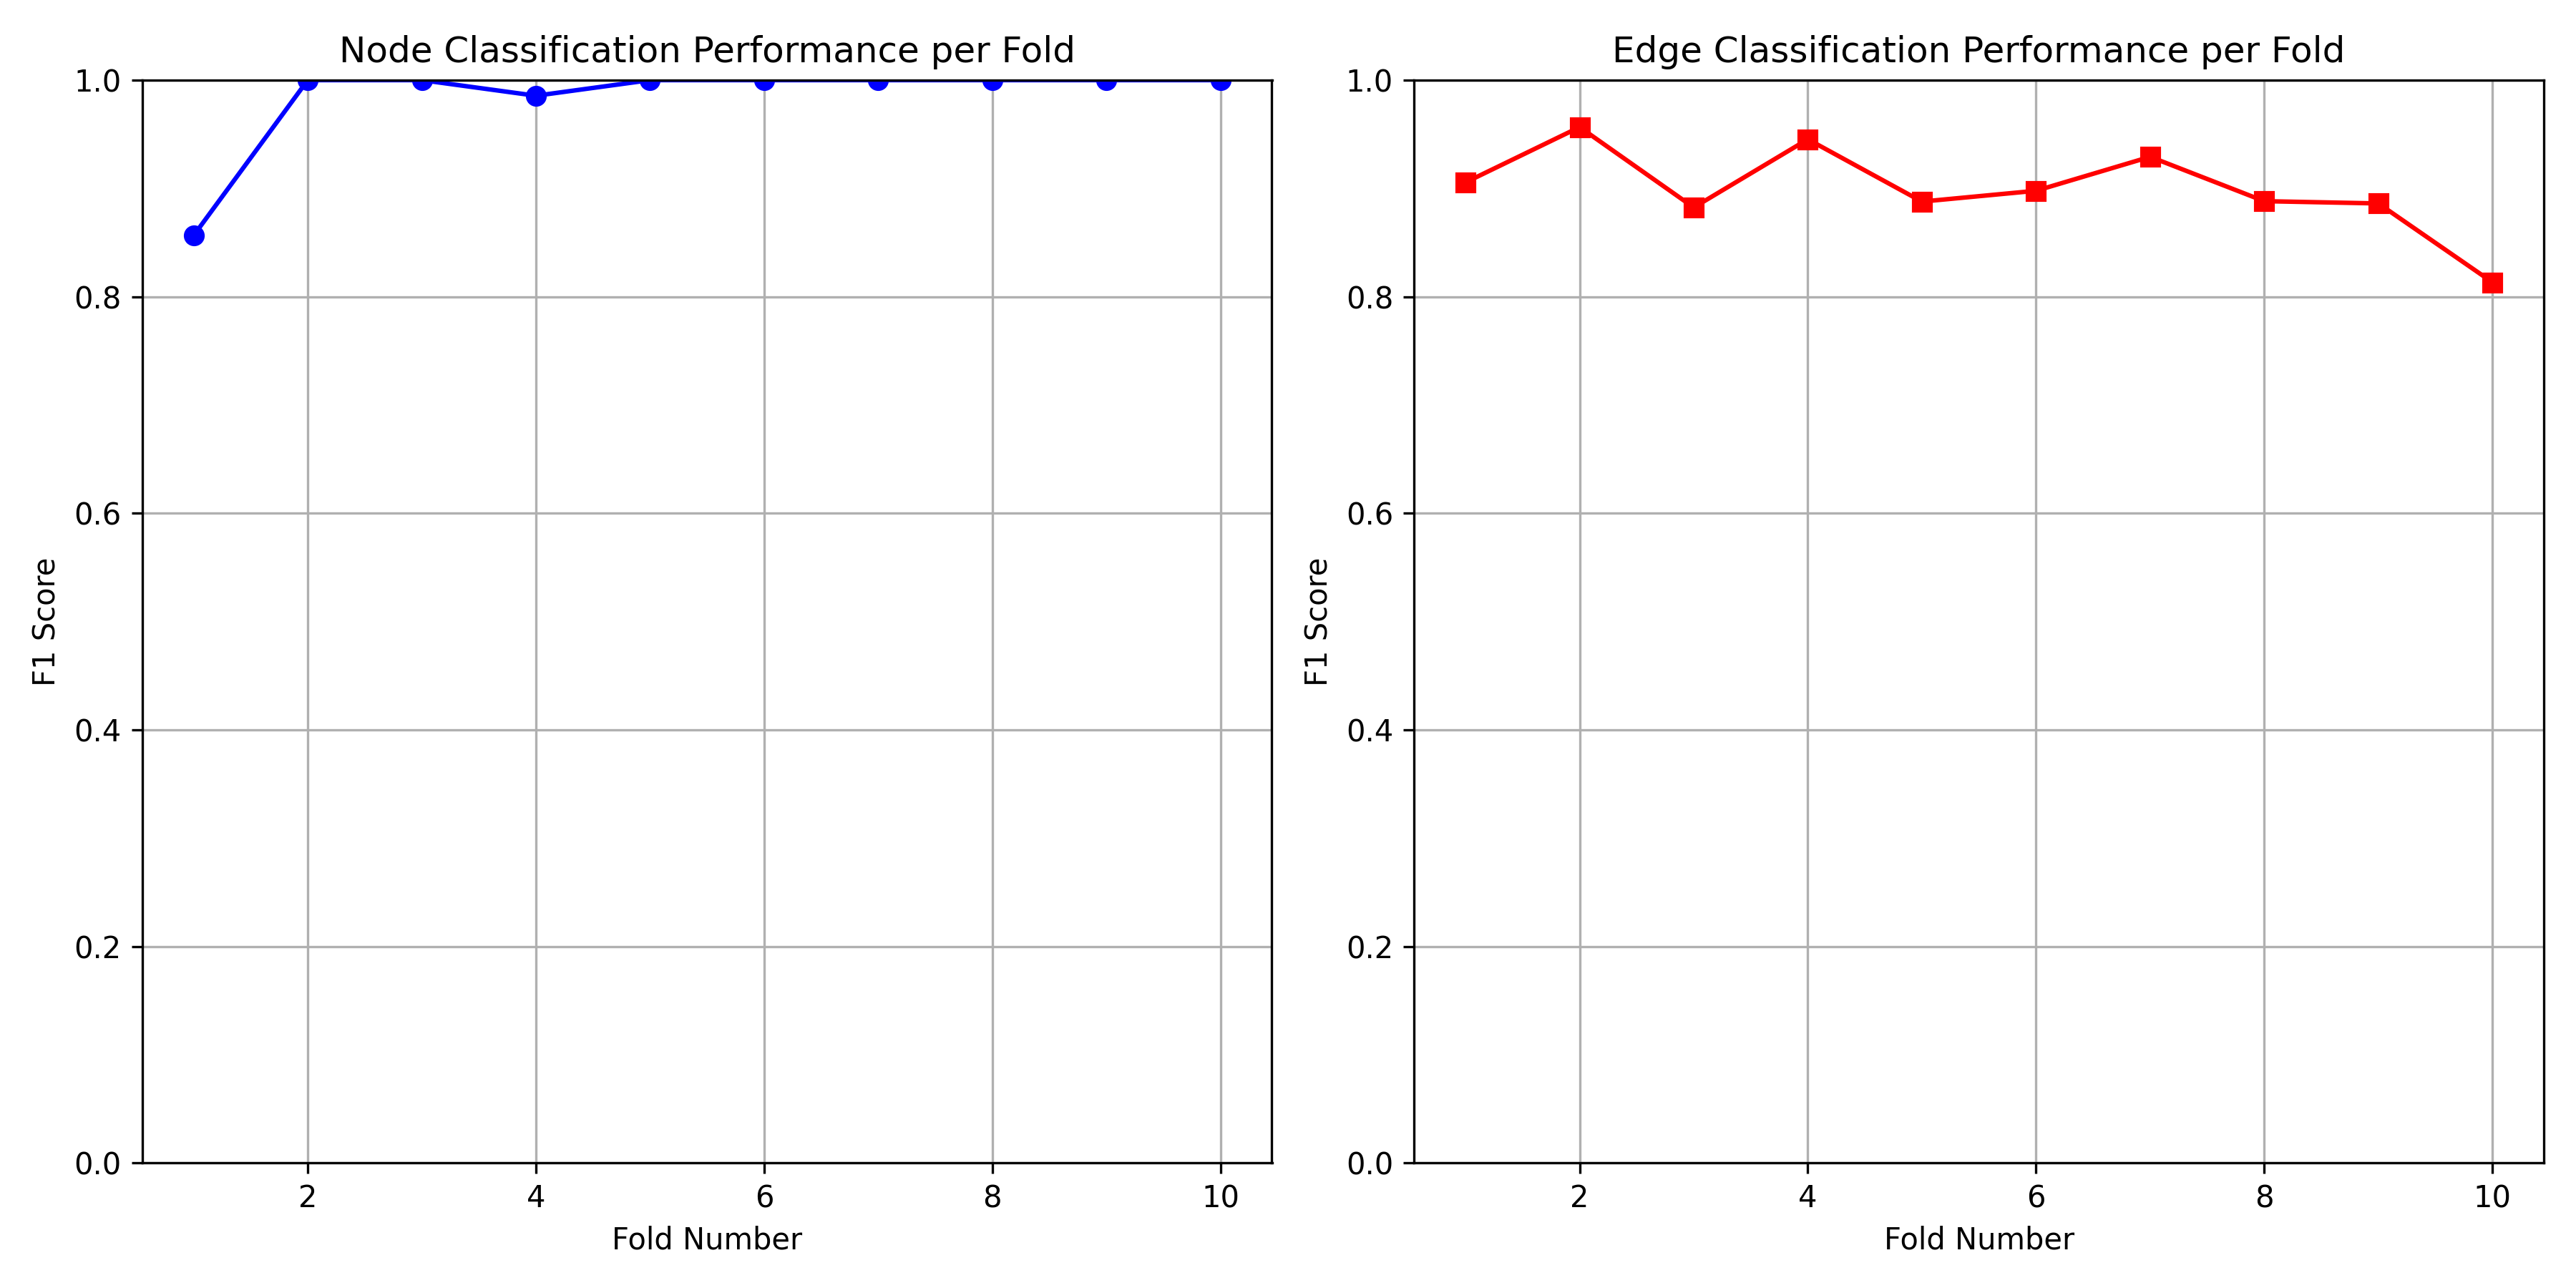 Node Classification Performance per Fold
1.0
0.8
0.6
0.4
0.2
0.0
F1 Score
2 4 6 8 10
Fold Number
Edge Classification Performance per Fold
1.0
0.8
0.6
0.4
0.2
0.0
F1 Score
2 4 6 8 10
Fold Number